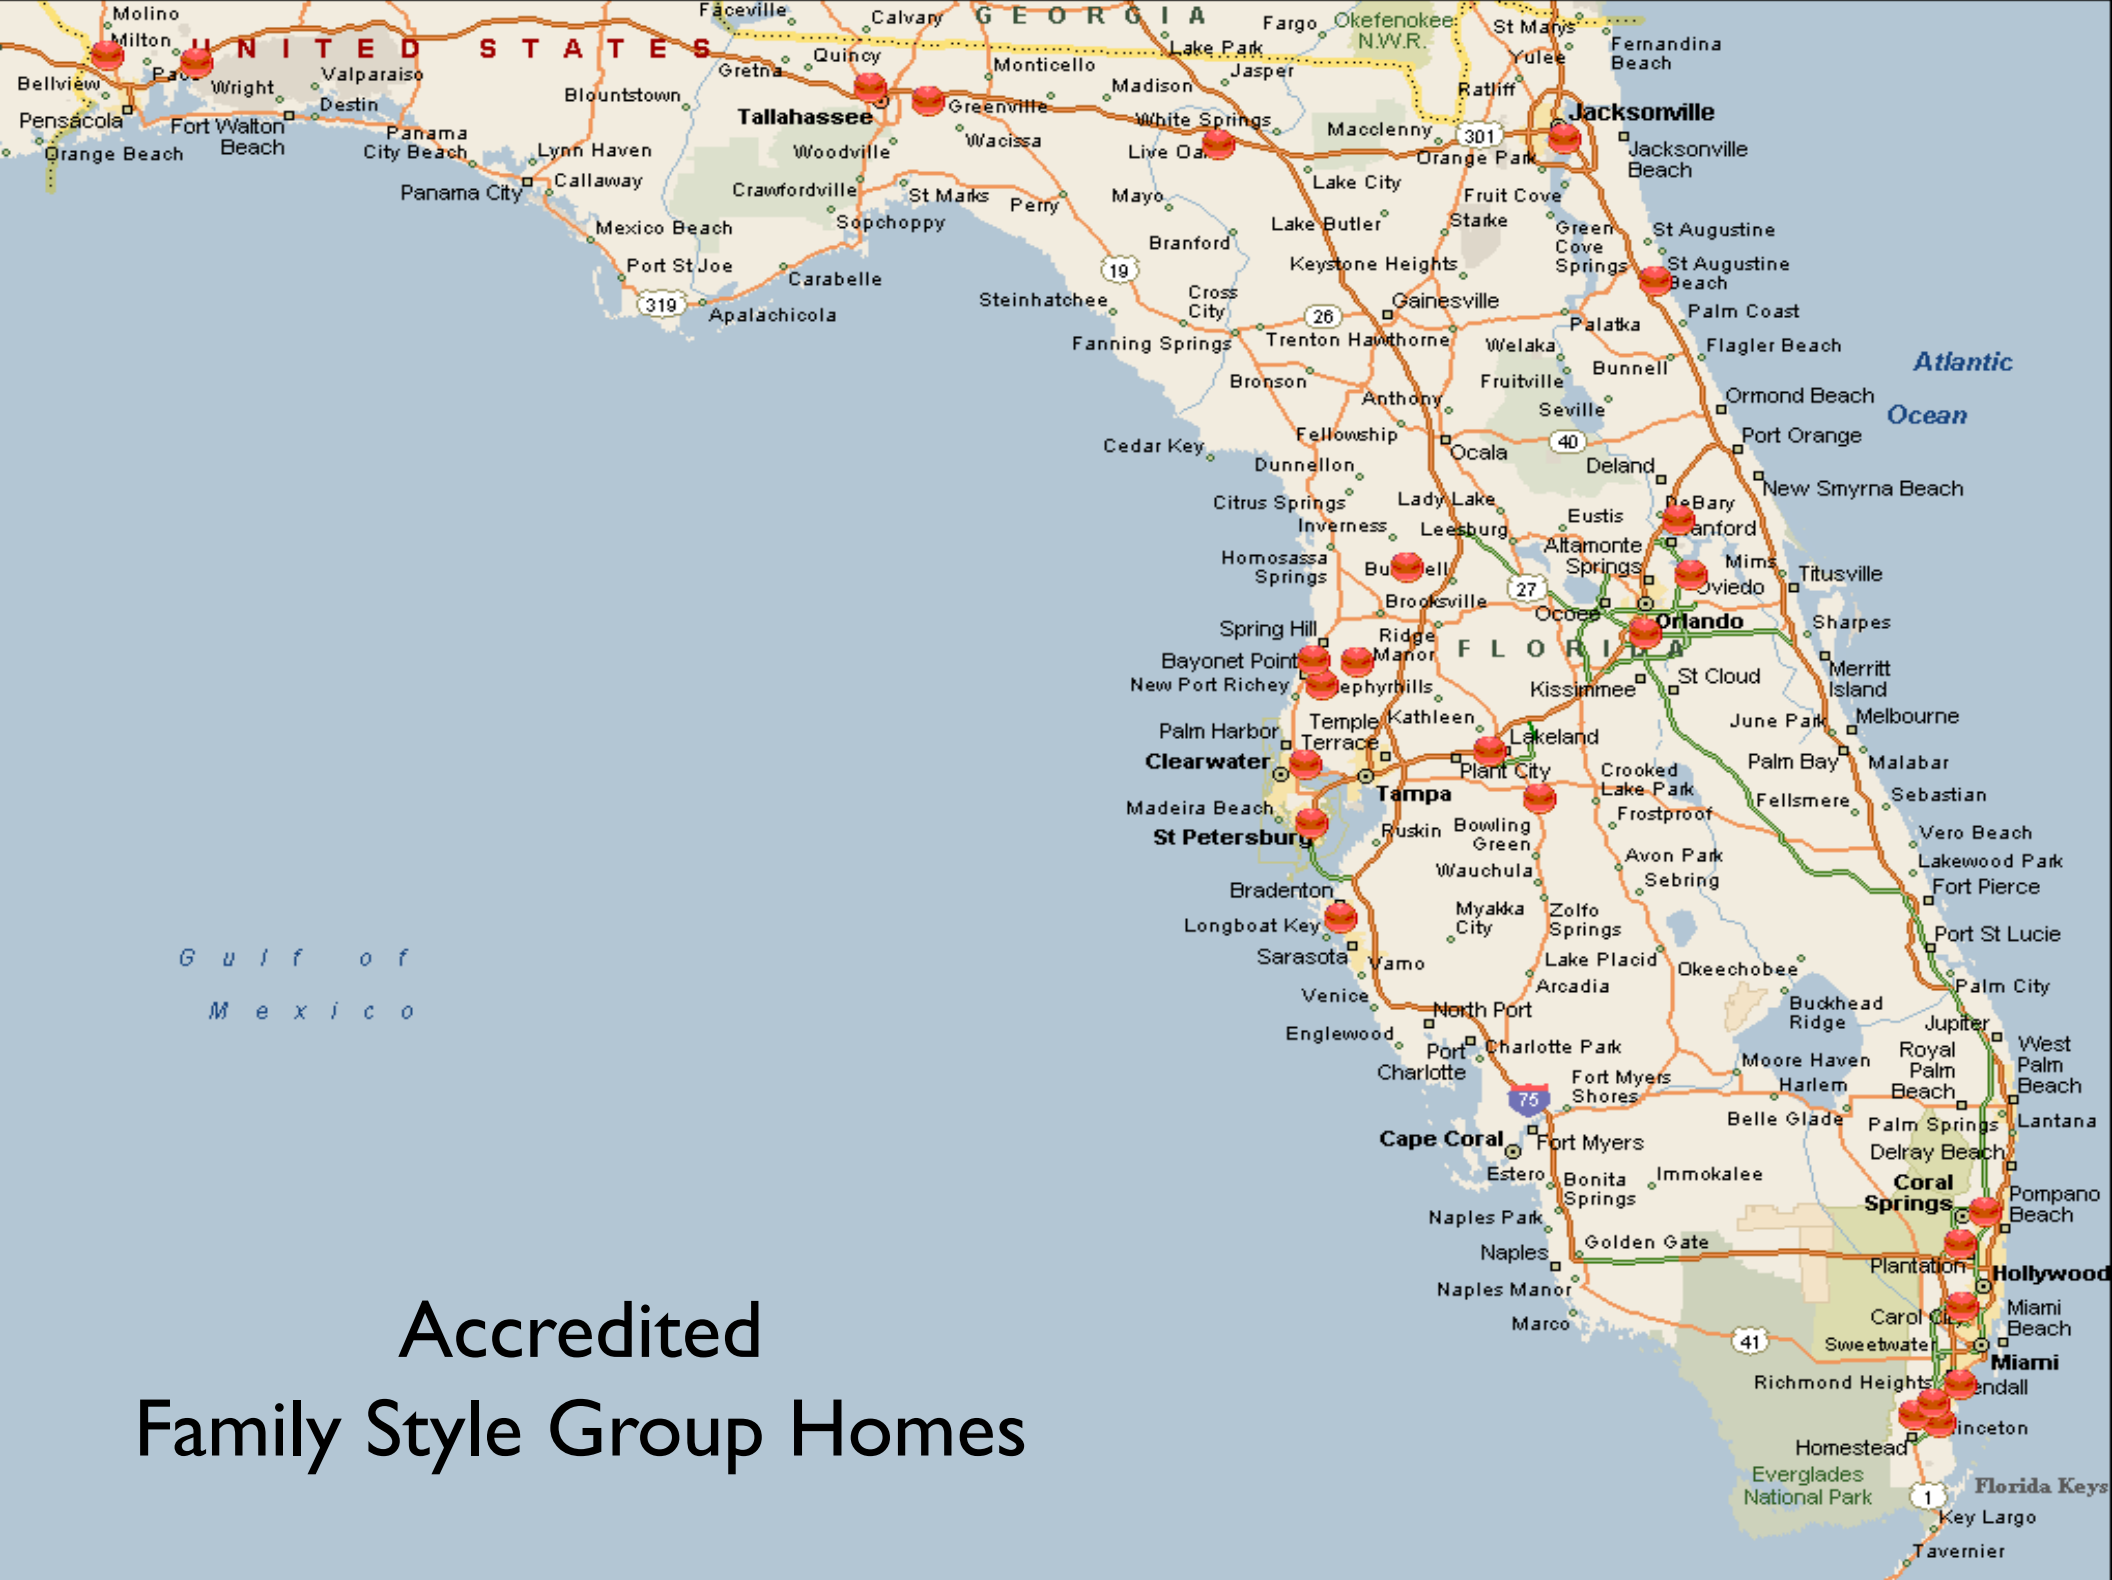 Molino
Milton
Faceville
Calvary
GEORGIA
Fargo
Okefenokee
N.W.R.
St Marys
Fernandina
Beach
UNITED STATES
Quincy
Lake Park
Yulee
Bellview
Wright
Valparaiso
Gretna
Monticello
Jasper
Madison
Ratliff
Destin
Blountstown
Tallahassee
Greenville
White Springs
Jacksonville
Pensacola
Fort Walton
Beach
Panama
City Beach
Macclenny
301
Orange Beach
Lynn Haven
Woodville
Wacissa
Live Oa
Orange Park
Jacksonville
Beach
Panama City
Callaway
Crawfordville
St Marks
Perry
Mayo
Lake City
Fruit Cove
Mexico Beach
Sopchoppy
Branford
Lake Butler
Starke
Green
Cove
Springs
St Augustine
Port St Joe
Carabelle
19
Keystone Heights
St Augustine
Beach
319
Apalachicola
Steinhatchee
Cross
City
26
Gainesville
Palatka
Palm Coast
Fanning Springs
Trenton
Hawthorne
Welaka
Flagler Beach
Bronson
Fruitville
Bunnell
Atlantic
Ocean
Anthony
Seville
Ormond Beach
Cedar Key
Fellowship
40
Port Orange
Dunnellon
Ocala
Deland
Citrus Springs
Lady Lake
DeBary
New Smyrna Beach
Inverness
Leesburg
Eustis
anford
Homosassa
Springs
Bu ell
Altamonte
Springs
Mims
Titusville
Brooksville
27
Ocoee
Oviedo
Spring Hill
Ridge
Manor
Orlando
Sharpes
Bayonet Point
FLORIDA
New Port Richey
ephyrhills
Kissimmee
St Cloud
Merritt
Island
Palm Harbor
Temple
Terrace
Kathleen
Lakeland
June Park
Melbourne
Clearwater
Plant City
Crooked
Lake Park
Palm Bay
Malabar
Madeira Beach
Tampa
Frostproof
Fellsmere
Sebastian
St Petersburg
Ruskin
Bowling
Green
Vero Beach
Wauchula
Avon Park
Lakewood Park
Bradenton
Sebring
Fort Pierce
Longboat Key
Myakka
City
Zolfo
Springs
Port St Lucie
Sarasota
Vamo
Lake Placid
Okeechobee
Gulf of
Mexico
Venice
Arcadia
Palm City
Englewood
North Port
Buckhead
Ridge
Jupiter
Port
Charlotte
Charlotte Park
Moore Haven
Royal
Palm
Beach
West
Palm
Beach
75
Fort Myers
Shores
Harlem
Belle Glade
Palm Springs
Lantana
Cape Coral
Fort Myers
Delray Beach
Estero
Bonita
Springs
Immokalee
Coral
Springs
Pompano
Beach
Naples Park
Naples
Golden Gate
Plantation
Hollywood
Naples Manor
Carol City
Miami
Beach
Marco
41
Sweetwater
Miami
Richmond Heights
endall
inceton
Homestead
Everglades
National Park
Florida Keys
1
Key Largo
Tavernier
Accredited
Family Style Group Homes